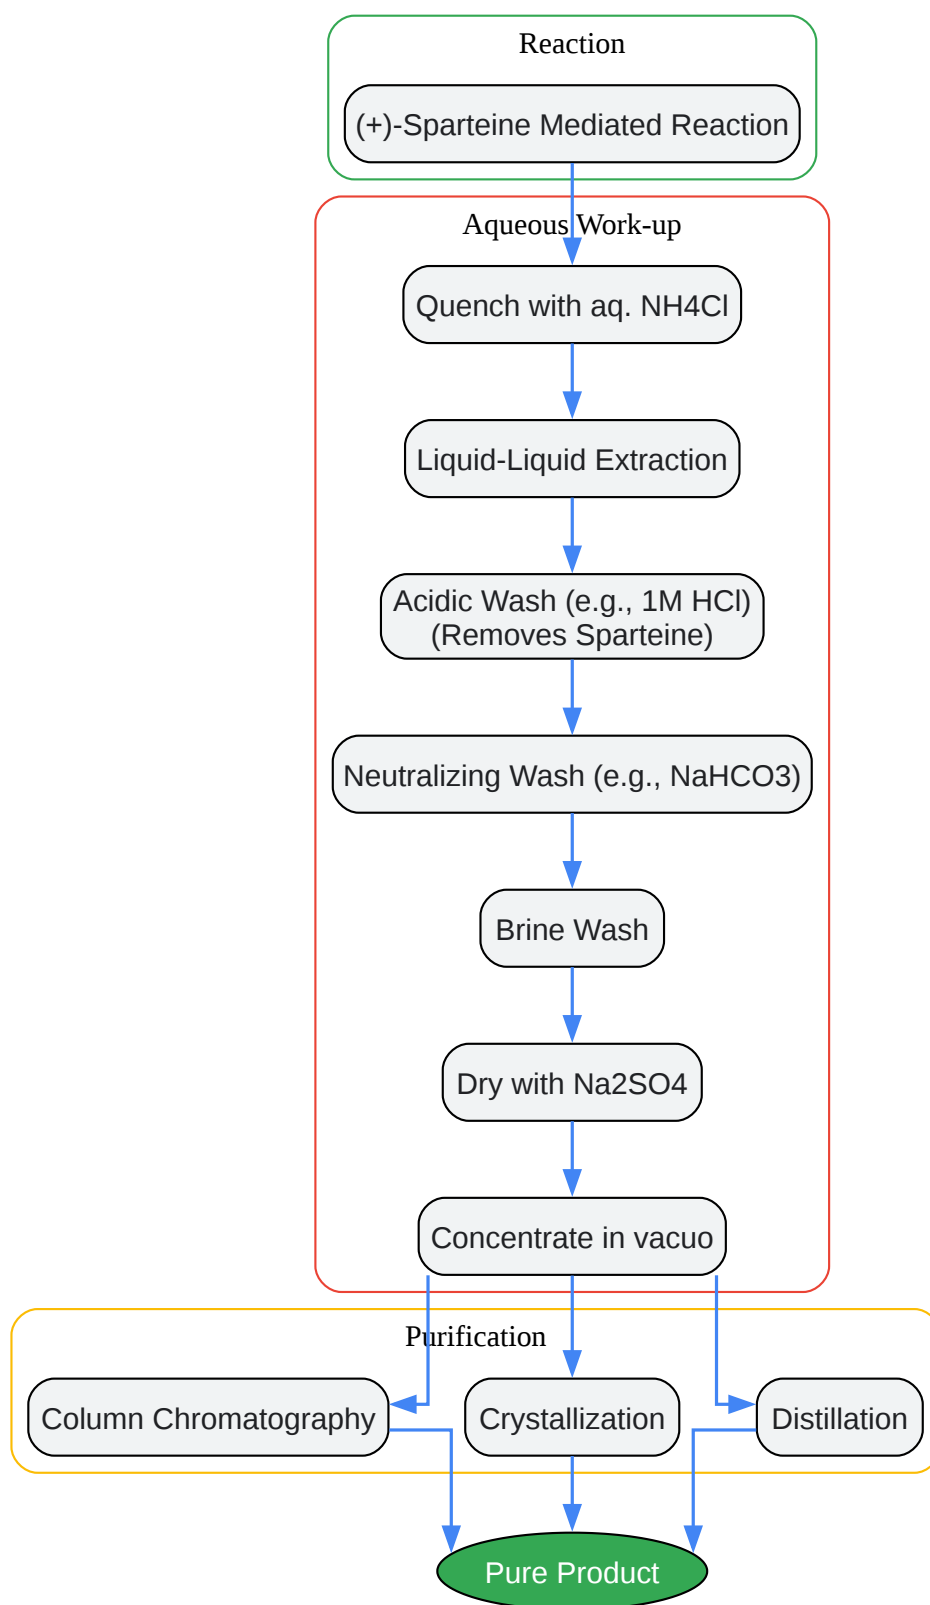 Reaction
(+)-Sparteine Mediated Reaction
Aqueous Work-up
Quench with aq. NH4Cl
Liquid-Liquid Extraction
Acidic Wash (e.g., 1M HCl)
(Removes Sparteine)
Neutralizing Wash (e.g., NaHCO3)
Brine Wash
Dry with Na2SO4
Concentrate in vacuo
Purification
Column Chromatography
Crystallization
Distillation
Pure Product